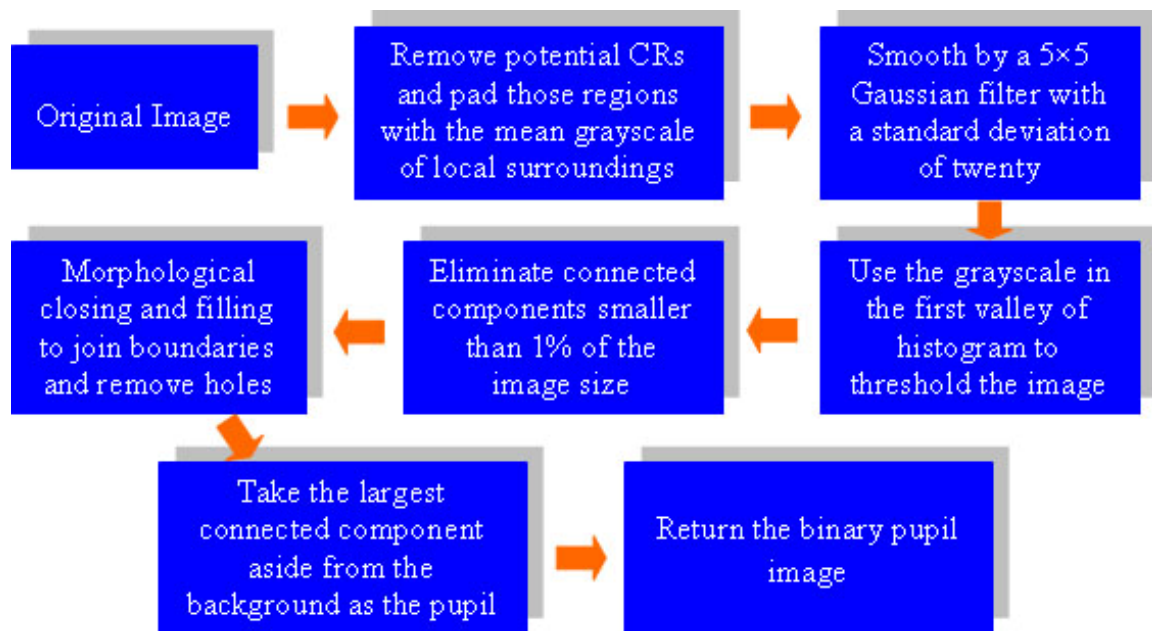 Original Image
Remove potential CRs
and pad those regions
with the mean grayscale
of local surroundings
Smooth by a 5×5
Gaussian filter with
a standard deviation
of twenty
Use the grayscale in
the first valley of
histogram to
threshold the image
Eliminate connected
components smaller
than 1% of the
image size
Morphological
closing and filling
to join boundaries
and remove holes
Take the largest
connected component
aside from the
background as the pupil
Return the binary pupil
image